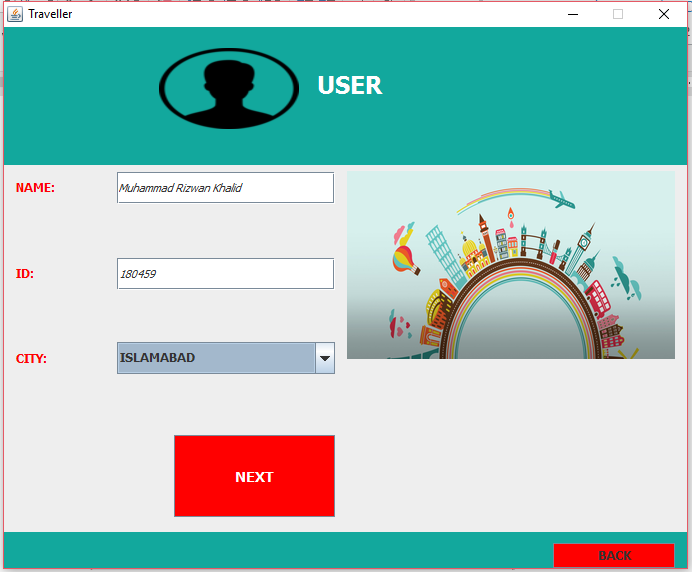 Traveller
USER
NAME:
Muhammad Rizwan Khalid
ID:
180459
CITY:
ISLAMABAD
NEXT
BACK